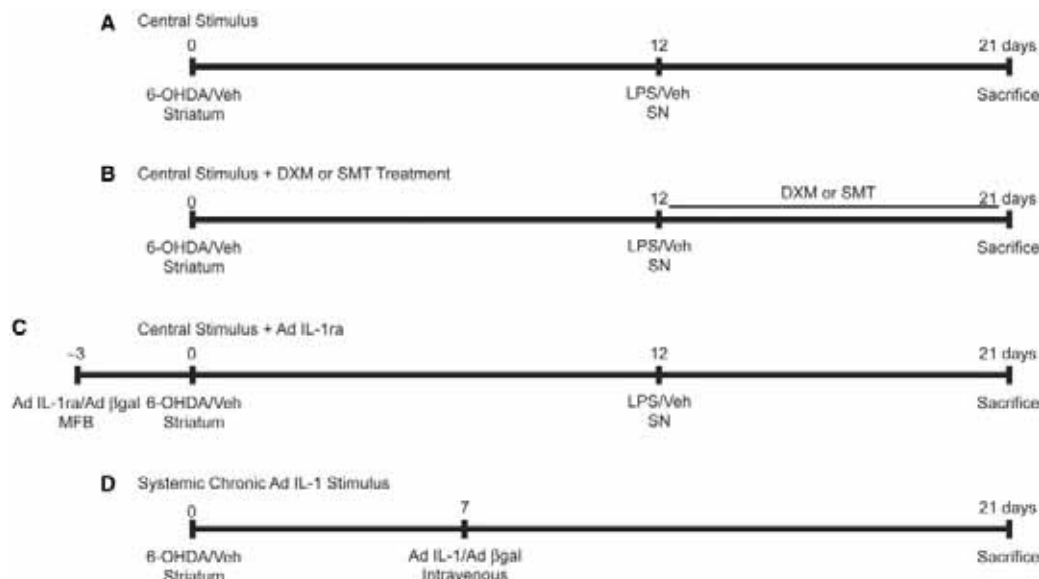 A Central Stimulus
0 12 21 days
6-OHDA/Veh LPS/Veh Sacrifice
Striatum SN
B Central Stimulus + DXM or SMT Treatment
0 12 DXM or SMT 21 days
6-OHDA/Veh LPS/Veh Sacrifice
Striatum SN
C Central Stimulus + Ad IL-1ra
-3 0 12 21 days
Ad IL-1ra/Ad βgal 6-OHDA/Veh LPS/Veh Sacrifice
MFB Striatum SN
D Systemic Chronic Ad IL-1 Stimulus
0 7 21 days
6-OHDA/Veh Ad IL-1/Ad βgal Sacrifice
Striatum Intravenous